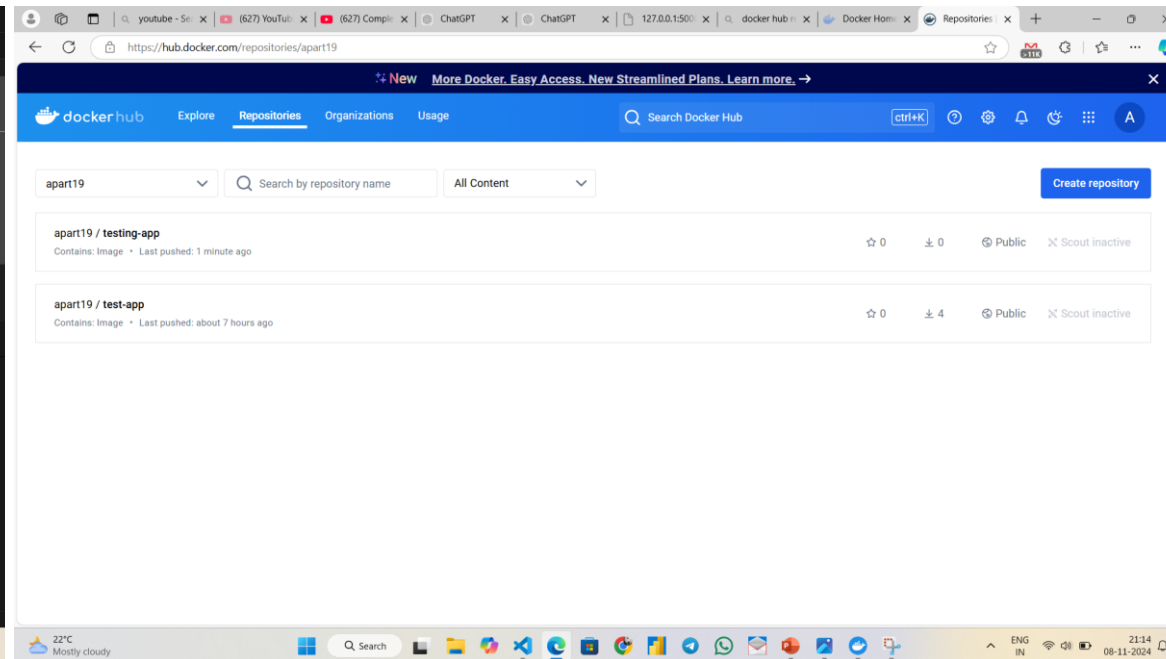 youtube - Se
(627) YouTub
(627) Comple
ChatGPT
ChatGPT
127.0.0.1:500
docker hub r
Docker Home
Repositories
https://hub.docker.com/repositories/apart19
>11K
New More Docker. Easy Access. New Streamlined Plans. Learn more. →
dockerhub Explore Repositories Organizations Usage Search Docker Hub ctrl+K A
apart19 Search by repository name All Content Create repository
apart19 / testing-app
Contains: Image • Last pushed: 1 minute ago
0 0 Public Scout inactive
apart19 / test-app
Contains: Image • Last pushed: about 7 hours ago
0 4 Public Scout inactive
22°C
Mostly cloudy
Search
ENG
IN
21:14
08-11-2024